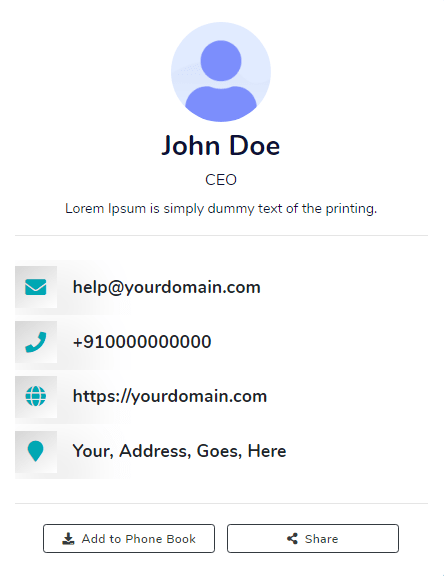 John Doe
CEO
Lorem Ipsum is simply dummy text of the printing.
help@yourdomain.com
+910000000000
https://yourdomain.com
Your, Address, Goes, Here
Add to Phone Book
Share